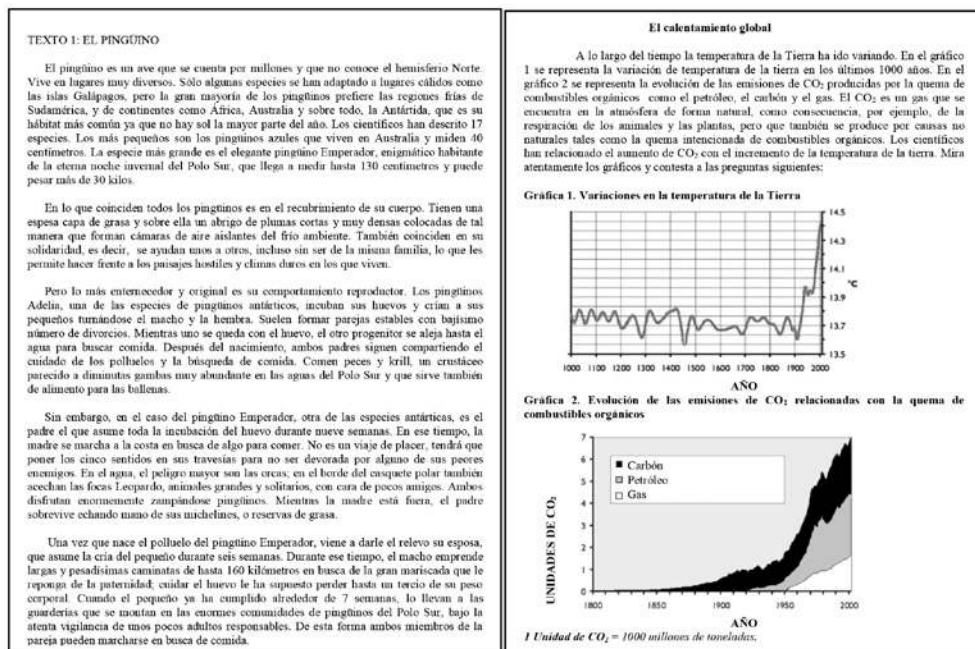 TEXTO 1: EL PINGÜINO
El pingüino es un ave que se cuenta por millones y que no conoce el hemisferio Norte.
Vive en lugares muy diversos. Sólo algunas especies se han adaptado a lugares cálidos como
las islas Galápagos, pero la gran mayoría de los pingüinos prefiere las regiones frías de
Sudamérica, y de continentes como África, Australia y sobre todo, la Antártida, que es su
hábitat más común ya que no hay sol la mayor parte del año. Los científicos han descrito 17
especies. Los más pequeños son los pingüinos azules que viven en Australia y miden 40
centímetros. La especie más grande es el elegante pingüino Emperador, enigmático habitante
de la eterna noche invernal del Polo Sur, que llega a medir hasta 130 centímetros y puede
pesar más de 30 kilos.
En lo que coinciden todos los pingüinos es en el recubrimiento de su cuerpo. Tienen una
espesa capa de grasa y sobre ella un abrigo de plumas cortas y muy densas colocadas de tal
manera que forman cámaras de aire aislantes del frío ambiente. También coinciden en su
solidaridad, es decir, se ayudan unos a otros, incluso sin ser de la misma familia, lo que les
permite hacer frente a los paisajes hostiles y climas duros en los que viven.
Pero lo más enternecedor y original es su comportamiento reproductor. Los pingüinos
Adelia, una de las especies de pingüinos antárticos, incuban sus huevos y crían a sus
pequeños turnándose el macho y la hembra. Suelen formar parejas estables con bajísimo
número de divorcios. Mientras uno se queda con el huevo, el otro progenitor se aleja hasta el
agua para buscar comida. Después del nacimiento, ambos padres siguen compartiendo el
cuidado de los polluelos y la búsqueda de comida. Comen peces y krill, un crustáceo
parecido a diminutas gambas muy abundante en las aguas del Polo Sur y que sirve también
de alimento para las ballenas.
Sin embargo, en el caso del pingüino Emperador, otra de las especies antárticas, es el
padre el que asume toda la incubación del huevo durante nueve semanas. En ese tiempo, la
madre se marcha a la costa en busca de algo para comer. No es un viaje de placer, tendrá que
poner los cinco sentidos en sus travesías para no ser devorada por alguno de sus peores
enemigos. En el agua, el peligro mayor son las orcas; en el borde del casquete polar también
acechan las focas Leopardo, animales grandes y solitarios, con cara de pocos amigos. Ambos
disfrutan enormemente zampándose pingüinos. Mientras la madre está fuera, el padre
sobrevive echando mano de sus michelines, o reservas de grasa.
Una vez que nace el polluelo del pingüino Emperador, viene a darle el relevo su esposa,
que asume la cría del pequeño durante seis semanas. Durante ese tiempo, el macho emprende
largas y pesadísimas caminatas de hasta 160 kilómetros en busca de la gran mariscada que le
reponga de la paternidad; cuidar el huevo le ha supuesto perder hasta un tercio de su peso
corporal. Cuando el pequeño ya ha cumplido alrededor de 7 semanas, lo llevan a las
guarderías que se montan en las enormes comunidades de pingüinos del Polo Sur, bajo la
atenta vigilancia de unos pocos adultos responsables. De esta forma ambos miembros de la
pareja pueden marcharse en busca de comida.
El calentamiento global
A lo largo del tiempo la temperatura de la Tierra ha ido variando. En el gráfico
1 se representa la variación de temperatura de la tierra en los últimos 1000 años. En el
gráfico 2 se representa la evolución de las emisiones de CO₂ producidas por la quema de
combustibles orgánicos como el petróleo, el carbón y el gas. El CO₂ es un gas que se
encuentra en la atmósfera de forma natural, como consecuencia, por ejemplo, de la
respiración de los animales y las plantas, pero que también se produce por causas no
naturales tales como la quema intencionada de combustibles orgánicos. Los científicos
han relacionado el aumento de CO₂ con el incremento de la temperatura de la tierra. Mira
atentamente los gráficos y contesta a las preguntas siguientes:
Gráfica 1. Variaciones en la temperatura de la Tierra
14.5
14.3
14.1
°C
13.9
13.7
13.5
1000 1100 1200 1300 1400 1500 1600 1700 1800 1900 2000
AÑO
Gráfica 2. Evolución de las emisiones de CO₂ relacionadas con la quema de
combustibles orgánicos
7
6
5
4
3
2
1
0
UNIDADES DE CO₂
Carbón
Petróleo
Gas
1800 1850 1900 1950 2000
AÑO
1 Unidad de CO₂ = 1000 millones de toneladas.